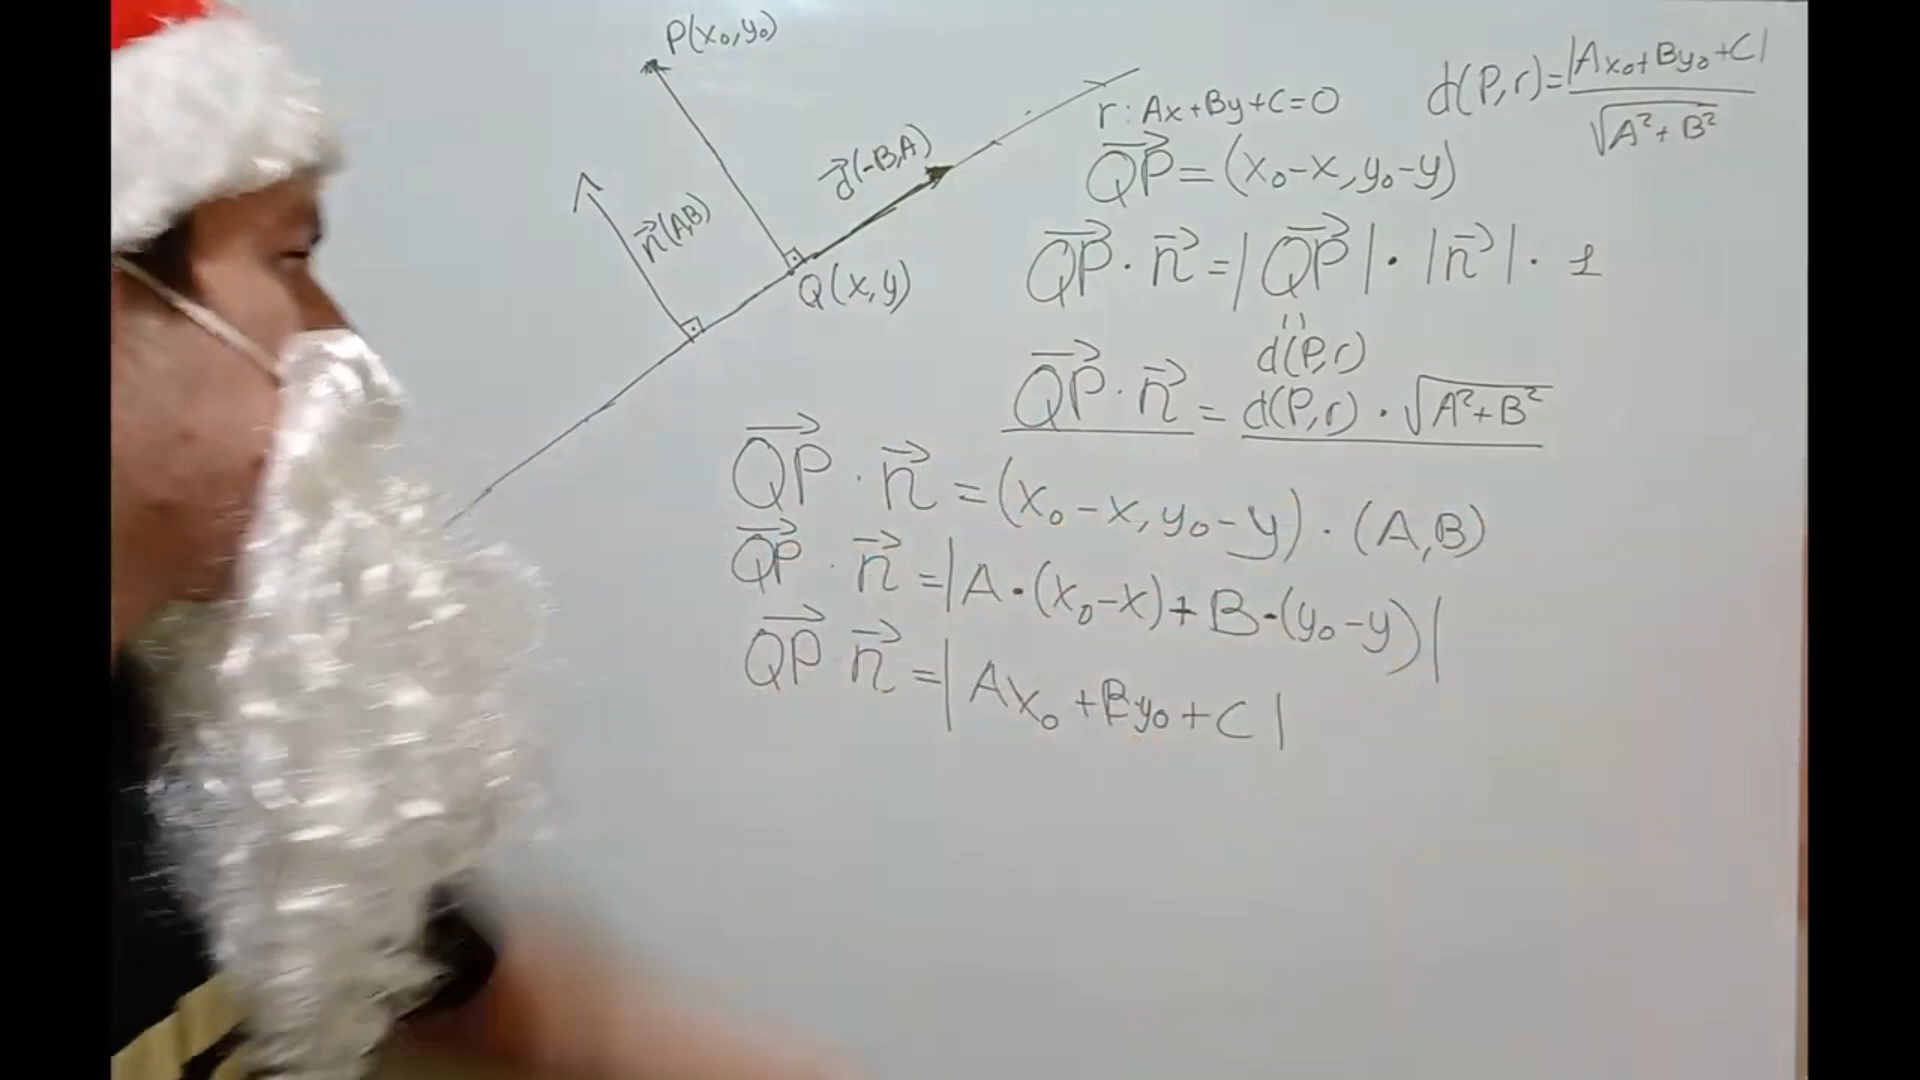 P(x₀,y₀)
n⃗(A,B)
d⃗(-B,A)
Q(x,y)
r: Ax+By+C=0
d(P,r)=|Ax₀+By₀+C|/√A²+B²
QP⃗=(x₀-x,y₀-y)
QP⃗·n⃗=|QP⃗|·|n⃗|·1
=
d(P,r)
QP⃗·n⃗=d(P,r)·√A²+B²
QP⃗·n⃗=(x₀-x,y₀-y)·(A,B)
QP⃗·n⃗=|A·(x₀-x)+B·(y₀-y)|
QP⃗ n⃗=|Ax₀+By₀+C|